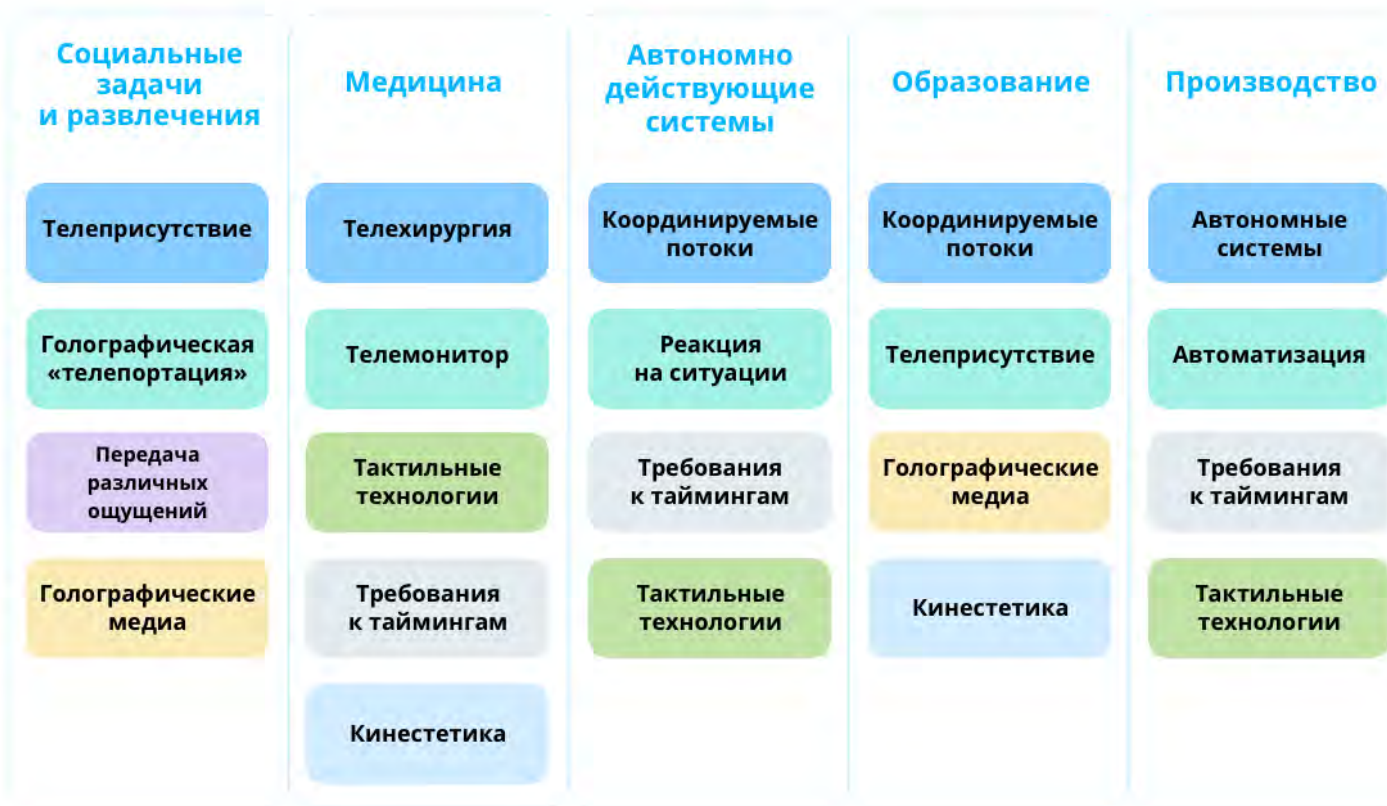 Социальные
задачи
и развлечения
Телеприсутствие
Голографическая
«телепортация»
Передача
различных
ощущений
Голографические
медиа
Медицина
Телехирургия
Телемонитор
Тактильные
технологии
Требования
к таймингам
Кинестетика
Автономно
действующие
системы
Координируемые
потоки
Реакция
на ситуации
Требования
к таймингам
Тактильные
технологии
Образование
Координируемые
потоки
Телеприсутствие
Голографические
медиа
Кинестетика
Производство
Автономные
системы
Автоматизация
Требования
к таймингам
Тактильные
технологии